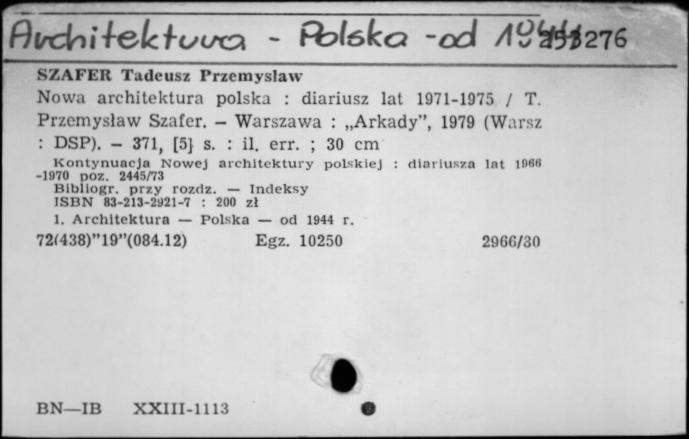 Architektura - Polska - od 1944
253276
SZAFER Tadeusz Przemysław
Nowa architektura polska : diariusz lat 1971-1975 / T.
Przemysław Szafer. — Warszawa : „Arkady”, 1979 (Warsz
: DSP). — 371, [5] s. : il. err. ; 30 cm
Kontynuacja Nowej architektury polskiej : diariusza lat 1966
-1970 poz. 2445/73
Bibliogr. przy rozdz. — Indeksy
ISBN 83-213-2921-7 : 200 zł
1. Architektura — Polska — od 1944 r.
72(438)”19”(084.12) Egz. 10250 2966/30
BN—IB XXIII-1113